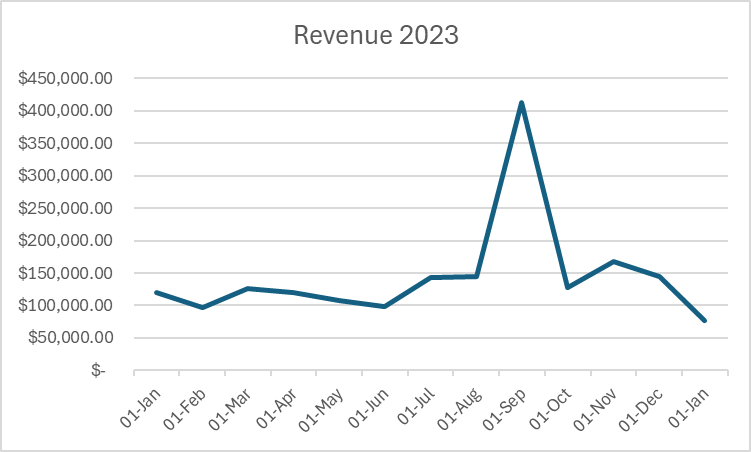 Revenue 2023
$450,000.00
$400,000.00
$350,000.00
$300,000.00
$250,000.00
$200,000.00
$150,000.00
$100,000.00
$50,000.00
$-
01-Jan
01-Feb
01-Mar
01-Apr
01-May
01-Jun
01-Jul
01-Aug
01-Sep
01-Oct
01-Nov
01-Dec
01-Jan